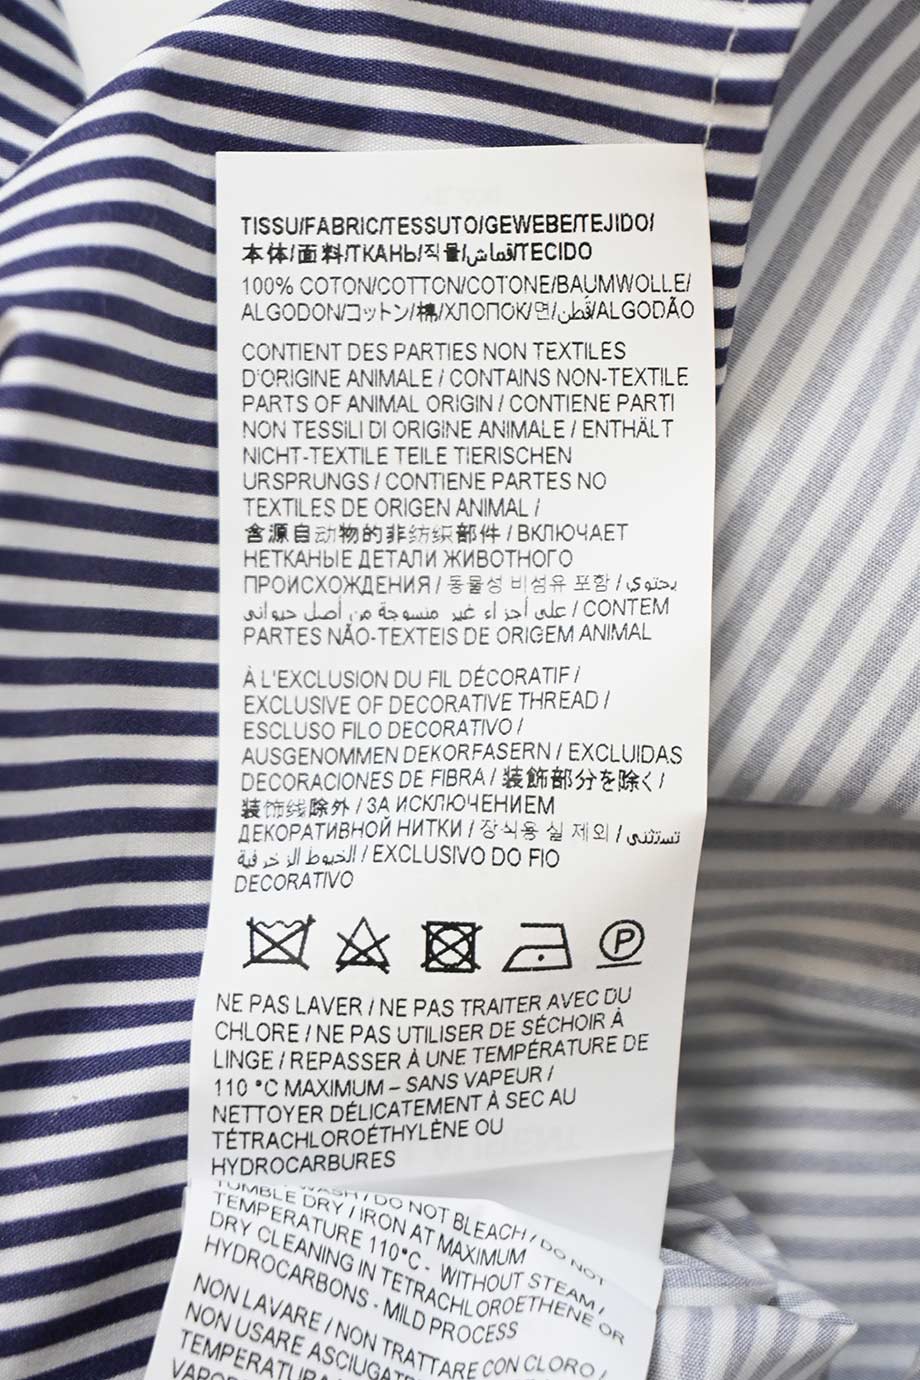 TISSU/FABRIC/TESSUTO/GEWEBE/TEJIDO/
本体/面料/ТКАНЬ/직물/قماش/TECIDO
100% COTON/COTTON/COTONE/BAUMWOLLE/
ALGODON/コットン/棉/ХЛОПОК/면/قطن/ALGODÃO
CONTIENT DES PARTIES NON TEXTILES
D'ORIGINE ANIMALE / CONTAINS NON-TEXTILE
PARTS OF ANIMAL ORIGIN / CONTIENE PARTI
NON TESSILI DI ORIGINE ANIMALE / ENTHÄLT
NICHT-TEXTILE TEILE TIERISCHEN
URSPRUNGS / CONTIENE PARTES NO
TEXTILES DE ORIGEN ANIMAL /
含源自动物的非纺织部件 / ВКЛЮЧАЕТ
НЕТКАНЫЕ ДЕТАЛИ ЖИВОТНОГО
ПРОИСХОЖДЕНИЯ / 동물성 비섬유 포함 / يحتوي
على أجزاء غير منسوجة من أصل حيواني / CONTEM
PARTES NÃO-TEXTEIS DE ORIGEM ANIMAL
À L'EXCLUSION DU FIL DÉCORATIF /
EXCLUSIVE OF DECORATIVE THREAD /
ESCLUSO FILO DECORATIVO /
AUSGENOMMEN DEKORFASERN / EXCLUIDAS
DECORACIONES DE FIBRA / 装飾部分を除く /
装饰线除外 / ЗА ИСКЛЮЧЕНИЕМ
ДЕКОРАТИВНОЙ НИТКИ / 장식용 실 제외 / تستثنى
الخيوط الزخرفية / EXCLUSIVO DO FIO
DECORATIVO
P
NE PAS LAVER / NE PAS TRAITER AVEC DU
CHLORE / NE PAS UTILISER DE SÉCHOIR À
LINGE / REPASSER À UNE TEMPÉRATURE DE
110 °C MAXIMUM – SANS VAPEUR /
NETTOYER DÉLICATEMENT À SEC AU
TÉTRACHLOROÉTHYLÈNE OU
HYDROCARBURES
WASH / DO NOT BLEACH / DO NOT
TUMBLE DRY / IRON AT MAXIMUM
TEMPERATURE 110°C - WITHOUT STEAM /
DRY CLEANING IN TETRACHLOROETHENE OR
HYDROCARBONS - MILD PROCESS
NON LAVARE / NON TRATTARE CON CLORO /
NON USARE ASCIUGAT
TEMPERATURA
VAPOR